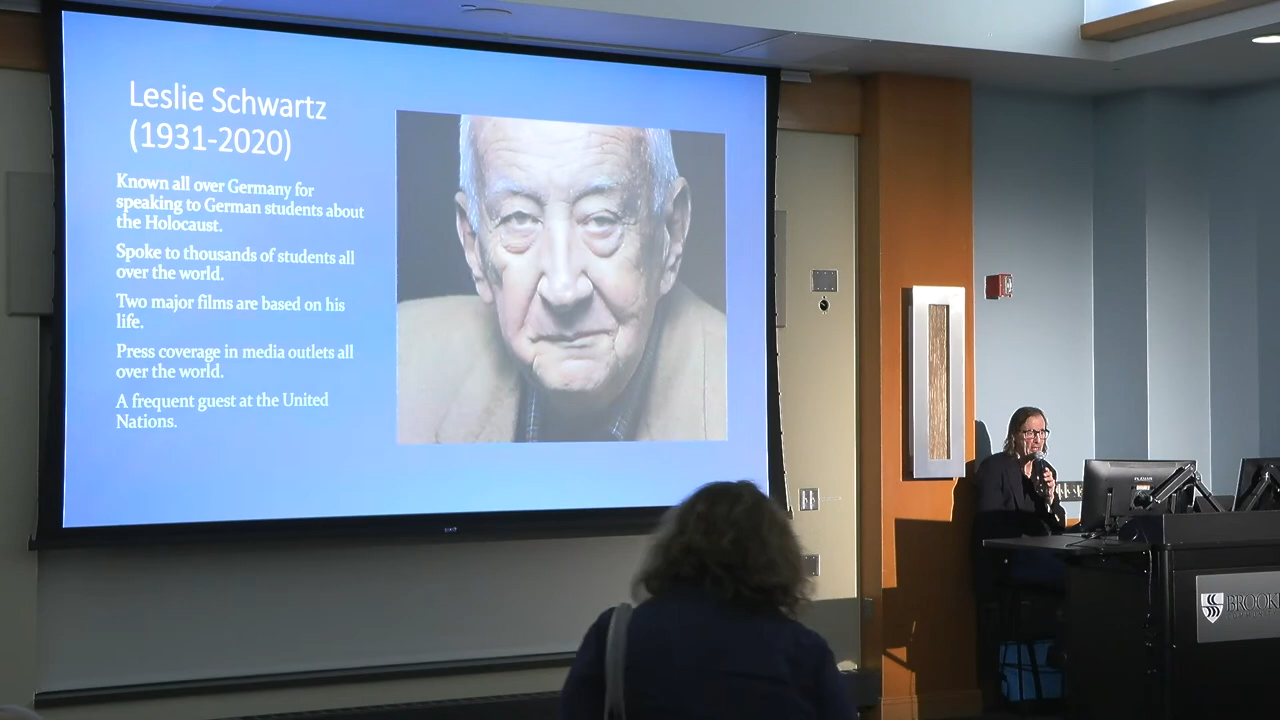 Leslie Schwartz
(1931-2020)
Known all over Germany for
speaking to German students about
the Holocaust.
Spoke to thousands of students all
over the world.
Two major films are based on his
life.
Press coverage in media outlets all
over the world.
A frequent guest at the United
Nations.
PLANAR
BROOK